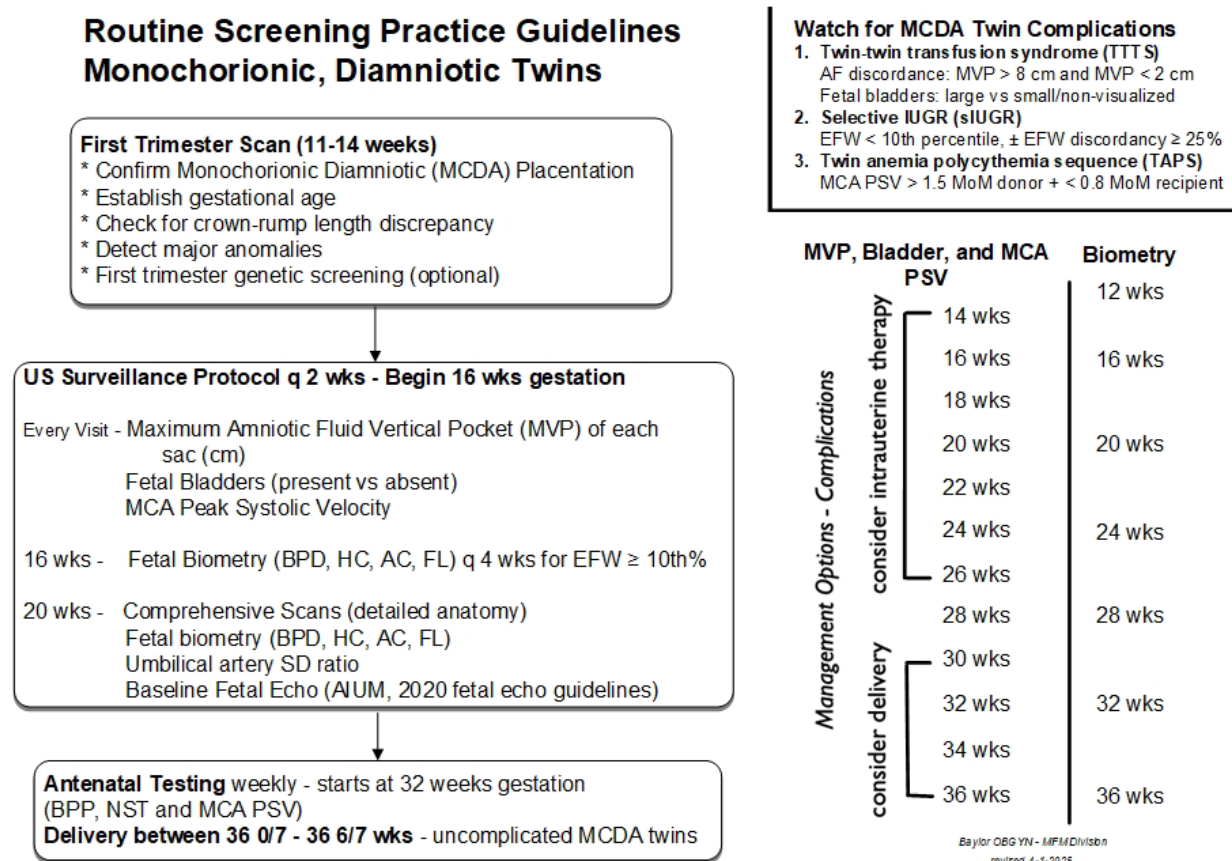 Routine Screening Practice Guidelines
Monochorionic, Diamniotic Twins
First Trimester Scan (11-14 weeks)
* Confirm Monochorionic Diamniotic (MCDA) Placentation
* Establish gestational age
* Check for crown-rump length discrepancy
* Detect major anomalies
* First trimester genetic screening (optional)
US Surveillance Protocol q 2 wks - Begin 16 wks gestation
Every Visit - Maximum Amniotic Fluid Vertical Pocket (MVP) of each
sac (cm)
Fetal Bladders (present vs absent)
MCA Peak Systolic Velocity
16 wks - Fetal Biometry (BPD, HC, AC, FL) q 4 wks for EFW ≥ 10th%
20 wks - Comprehensive Scans (detailed anatomy)
Fetal biometry (BPD, HC, AC, FL)
Umbilical artery SD ratio
Baseline Fetal Echo (AIUM, 2020 fetal echo guidelines)
Antenatal Testing weekly - starts at 32 weeks gestation
(BPP, NST and MCA PSV)
Delivery between 36 0/7 - 36 6/7 wks - uncomplicated MCDA twins
Watch for MCDA Twin Complications
1. Twin-twin transfusion syndrome (TTTS)
AF discordance: MVP > 8 cm and MVP < 2 cm
Fetal bladders: large vs small/non-visualized
2. Selective IUGR (sIUGR)
EFW < 10th percentile, ± EFW discordancy ≥ 25%
3. Twin anemia polycythemia sequence (TAPS)
MCA PSV > 1.5 MoM donor + < 0.8 MoM recipient
MVP, Bladder, and MCA
PSV
Management Options - Complications
consider intrauterine therapy
14 wks
16 wks
18 wks
20 wks
22 wks
24 wks
26 wks
28 wks
consider delivery
30 wks
32 wks
34 wks
36 wks
Biometry
12 wks
16 wks
20 wks
24 wks
28 wks
32 wks
36 wks
Baylor OBGYN - MFM Division
revised 4-1-2025